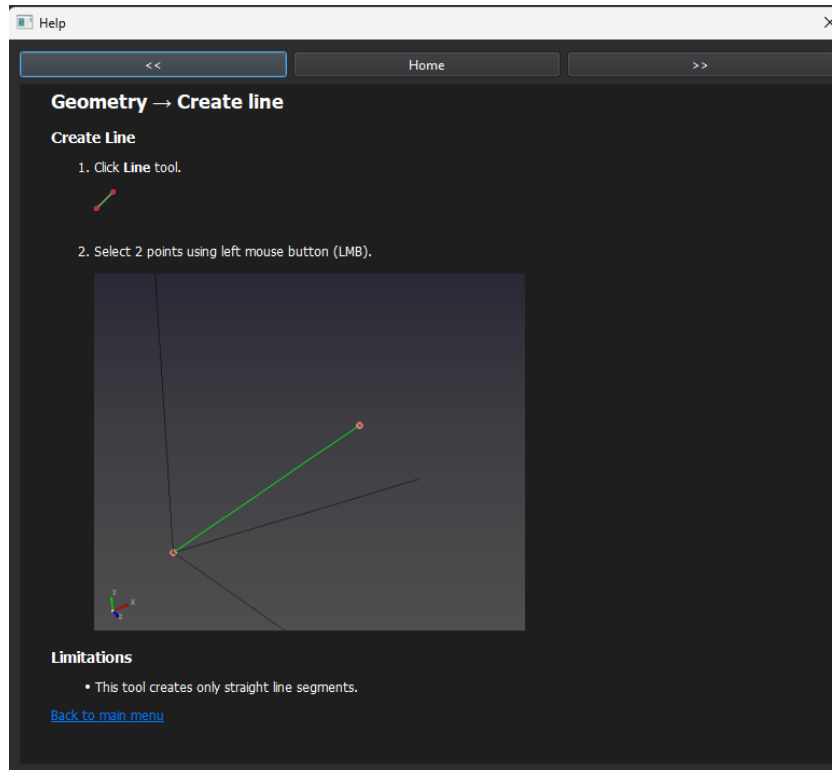 Help
<< Home >>
Geometry → Create line
Create Line
1. Click Line tool.
2. Select 2 points using left mouse button (LMB).
Y
X
Z
Limitations
• This tool creates only straight line segments.
Back to main menu